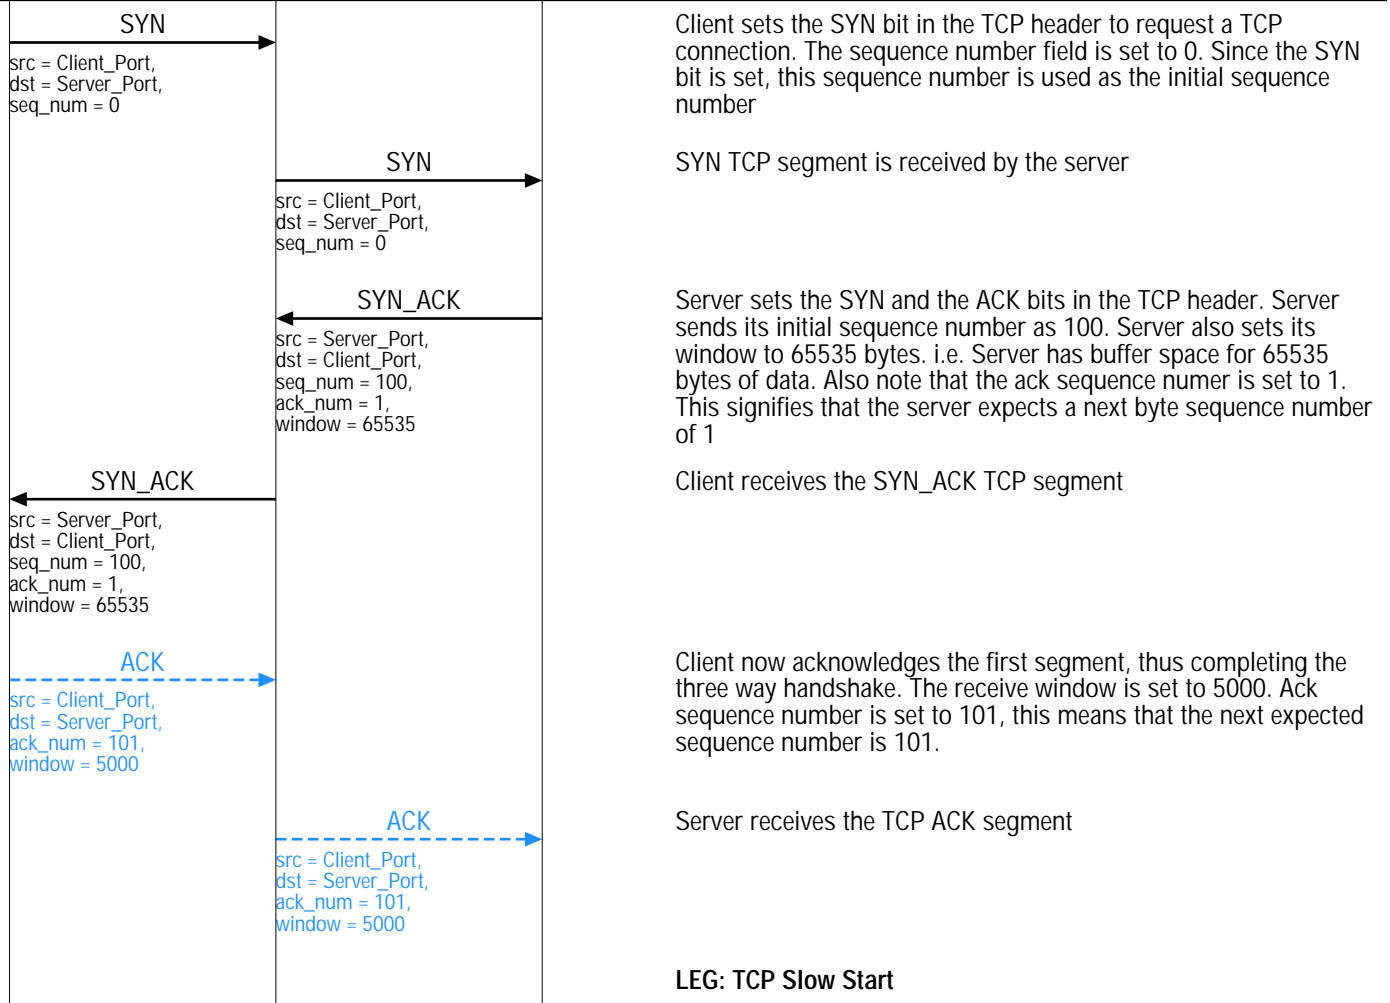 SYN
src = Client_Port,
dst = Server_Port,
seq_num = 0
Client sets the SYN bit in the TCP header to request a TCP
connection. The sequence number field is set to 0. Since the SYN
bit is set, this sequence number is used as the initial sequence
number
SYN
src = Client_Port,
dst = Server_Port,
seq_num = 0
SYN TCP segment is received by the server
SYN_ACK
src = Server_Port,
dst = Client_Port,
seq_num = 100,
ack_num = 1,
window = 65535
Server sets the SYN and the ACK bits in the TCP header. Server
sends its initial sequence number as 100. Server also sets its
window to 65535 bytes. i.e. Server has buffer space for 65535
bytes of data. Also note that the ack sequence numer is set to 1.
This signifies that the server expects a next byte sequence number
of 1
SYN_ACK
src = Server_Port,
dst = Client_Port,
seq_num = 100,
ack_num = 1,
window = 65535
Client receives the SYN_ACK TCP segment
ACK
src = Client_Port,
dst = Server_Port,
ack_num = 101,
window = 5000
Client now acknowledges the first segment, thus completing the
three way handshake. The receive window is set to 5000. Ack
sequence number is set to 101, this means that the next expected
sequence number is 101.
ACK
src = Client_Port,
dst = Server_Port,
ack_num = 101,
window = 5000
Server receives the TCP ACK segment
LEG: TCP Slow Start